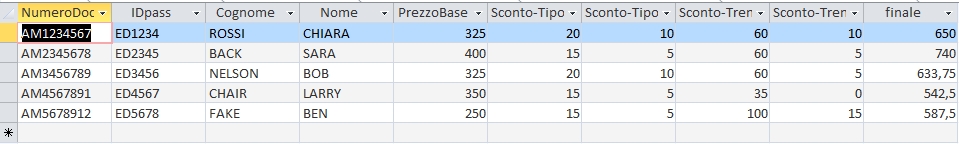 NumeroDoc IDpass Cognome Nome PrezzoBase Sconto-Tipo Sconto-Tipo Sconto-Tren Sconto-Tren finale
AM1234567 ED1234 ROSSI CHIARA 325 20 10 60 10 650
AM2345678 ED2345 BACK SARA 400 15 5 60 5 740
AM3456789 ED3456 NELSON BOB 325 20 10 60 5 633,75
AM4567891 ED4567 CHAIR LARRY 350 15 5 35 0 542,5
AM5678912 ED5678 FAKE BEN 250 15 5 100 15 587,5